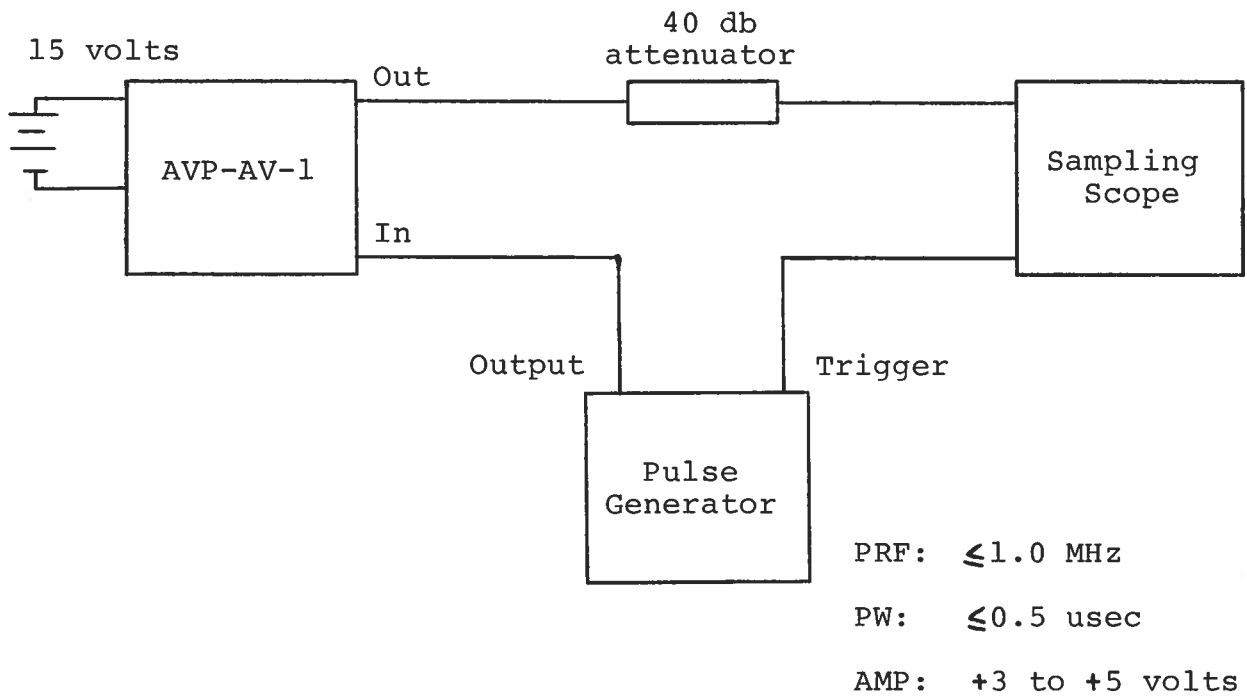 40 db
attenuator
15 volts
Out
AVP-AV-1
Sampling
Scope
In
Output
Trigger
Pulse
Generator
PRF: ≤1.0 MHz
PW: ≤0.5 usec
AMP: +3 to +5 volts